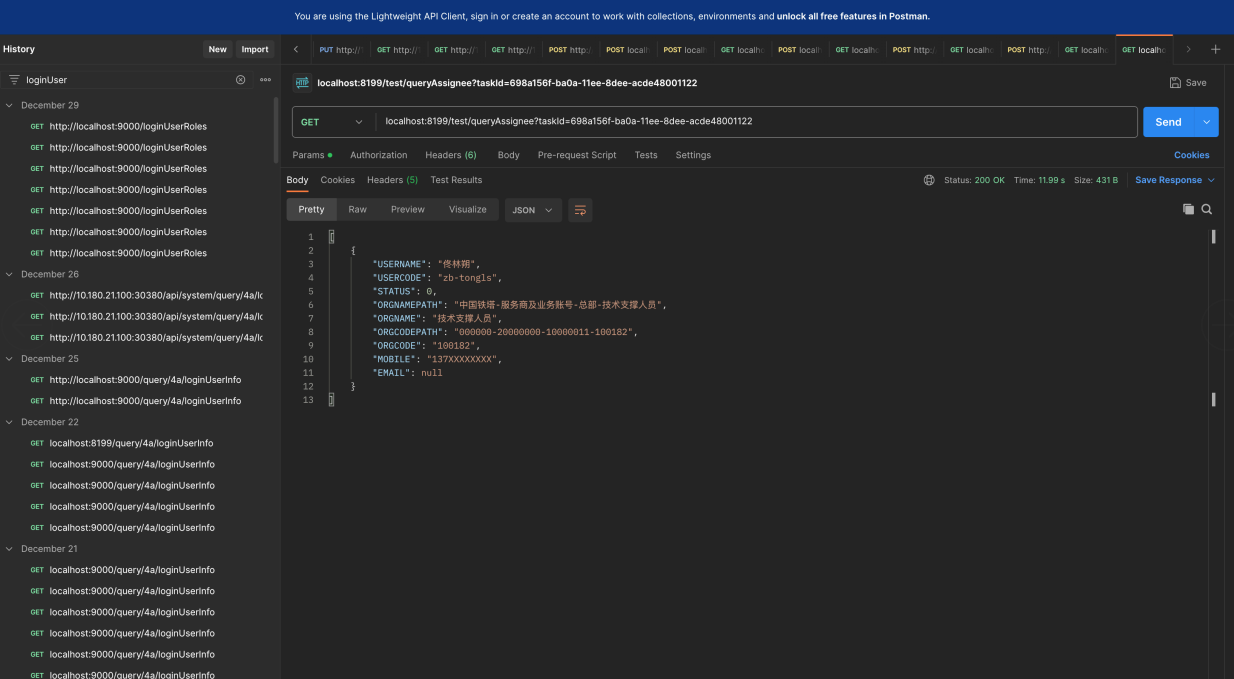 You are using the Lightweight API Client, sign in or create an account to work with collections, environments and unlock all free features in Postman.
History
New
Import
PUT http://
GET http://
GET http://
GET http://
POST http:/
POST localh
POST localh
GET localho
POST localh
GET localho
POST http:/
GET localho
POST http:/
GET localho
GET localho
loginUser
December 29
GET http://localhost:9000/loginUserRoles
GET http://localhost:9000/loginUserRoles
GET http://localhost:9000/loginUserRoles
GET http://localhost:9000/loginUserRoles
GET http://localhost:9000/loginUserRoles
GET http://localhost:9000/loginUserRoles
GET http://localhost:9000/loginUserRoles
December 26
GET http://10.180.21.100:30380/api/system/query/4a/lo
GET http://10.180.21.100:30380/api/system/query/4a/lo
GET http://10.180.21.100:30380/api/system/query/4a/lo
December 25
GET http://localhost:9000/query/4a/loginUserInfo
GET http://localhost:9000/query/4a/loginUserInfo
December 22
GET localhost:8199/query/4a/loginUserInfo
GET localhost:9000/query/4a/loginUserInfo
GET localhost:9000/query/4a/loginUserInfo
GET localhost:9000/query/4a/loginUserInfo
GET localhost:9000/query/4a/loginUserInfo
December 21
GET localhost:9000/query/4a/loginUserInfo
GET localhost:9000/query/4a/loginUserInfo
GET localhost:9000/query/4a/loginUserInfo
GET localhost:9000/query/4a/loginUserInfo
GET localhost:9000/query/4a/loginUserInfo
GET localhost:9000/query/4a/loginUserInfo
HTTP
localhost:8199/test/queryAssignee?taskId=698a156f-ba0a-11ee-8dee-acde48001122
Save
GET
localhost:8199/test/queryAssignee?taskId=698a156f-ba0a-11ee-8dee-acde48001122
Send
Params
Authorization
Headers (6)
Body
Pre-request Script
Tests
Settings
Cookies
Body
Cookies
Headers (5)
Test Results
Status: 200 OK
Time: 11.99 s
Size: 431 B
Save Response
Pretty
Raw
Preview
Visualize
JSON
1 [
2 {
3 "USERNAME": "佟林朔",
4 "USERCODE": "zb-tongls",
5 "STATUS": 0,
6 "ORGNAMEPATH": "中国铁塔-服务商及业务账号-总部-技术支撑人员",
7 "ORGNAME": "技术支撑人员",
8 "ORGCODEPATH": "000000-20000000-10000011-100182",
9 "ORGCODE": "100182",
10 "MOBILE": "137XXXXXXXX",
11 "EMAIL": null
12 }
13 ]